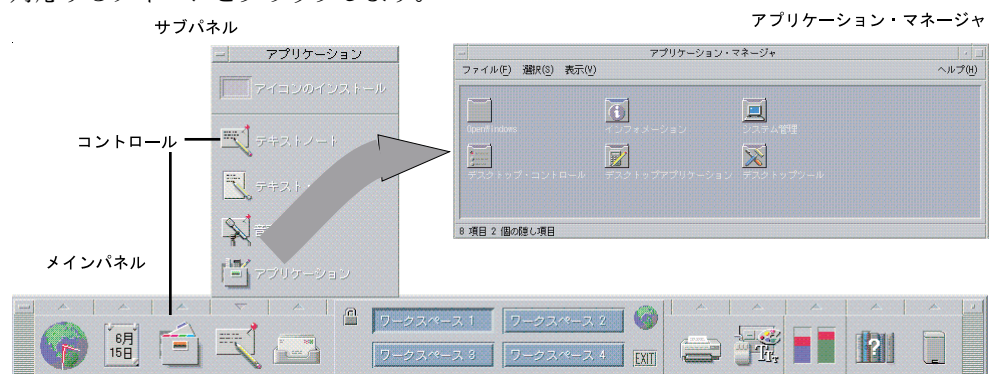 サブパネル
アプリケーション・マネージャ
アプリケーション
アイコンのインストール
テキストノート
テキスト・
音
アプリケーション
コントロール
メインパネル
アプリケーション・マネージャ
ファイル(F) 選択(S) 表示(V) ヘルプ(H)
OpenWindows インフォメーション システム管理
デスクトップ・コントロール デスクトップアプリケーション デスクトップツール
8 項目 2 個の隠し項目
6月
15日
ワークスペース 1 ワークスペース 2
ワークスペース 3 ワークスペース 4
EXIT